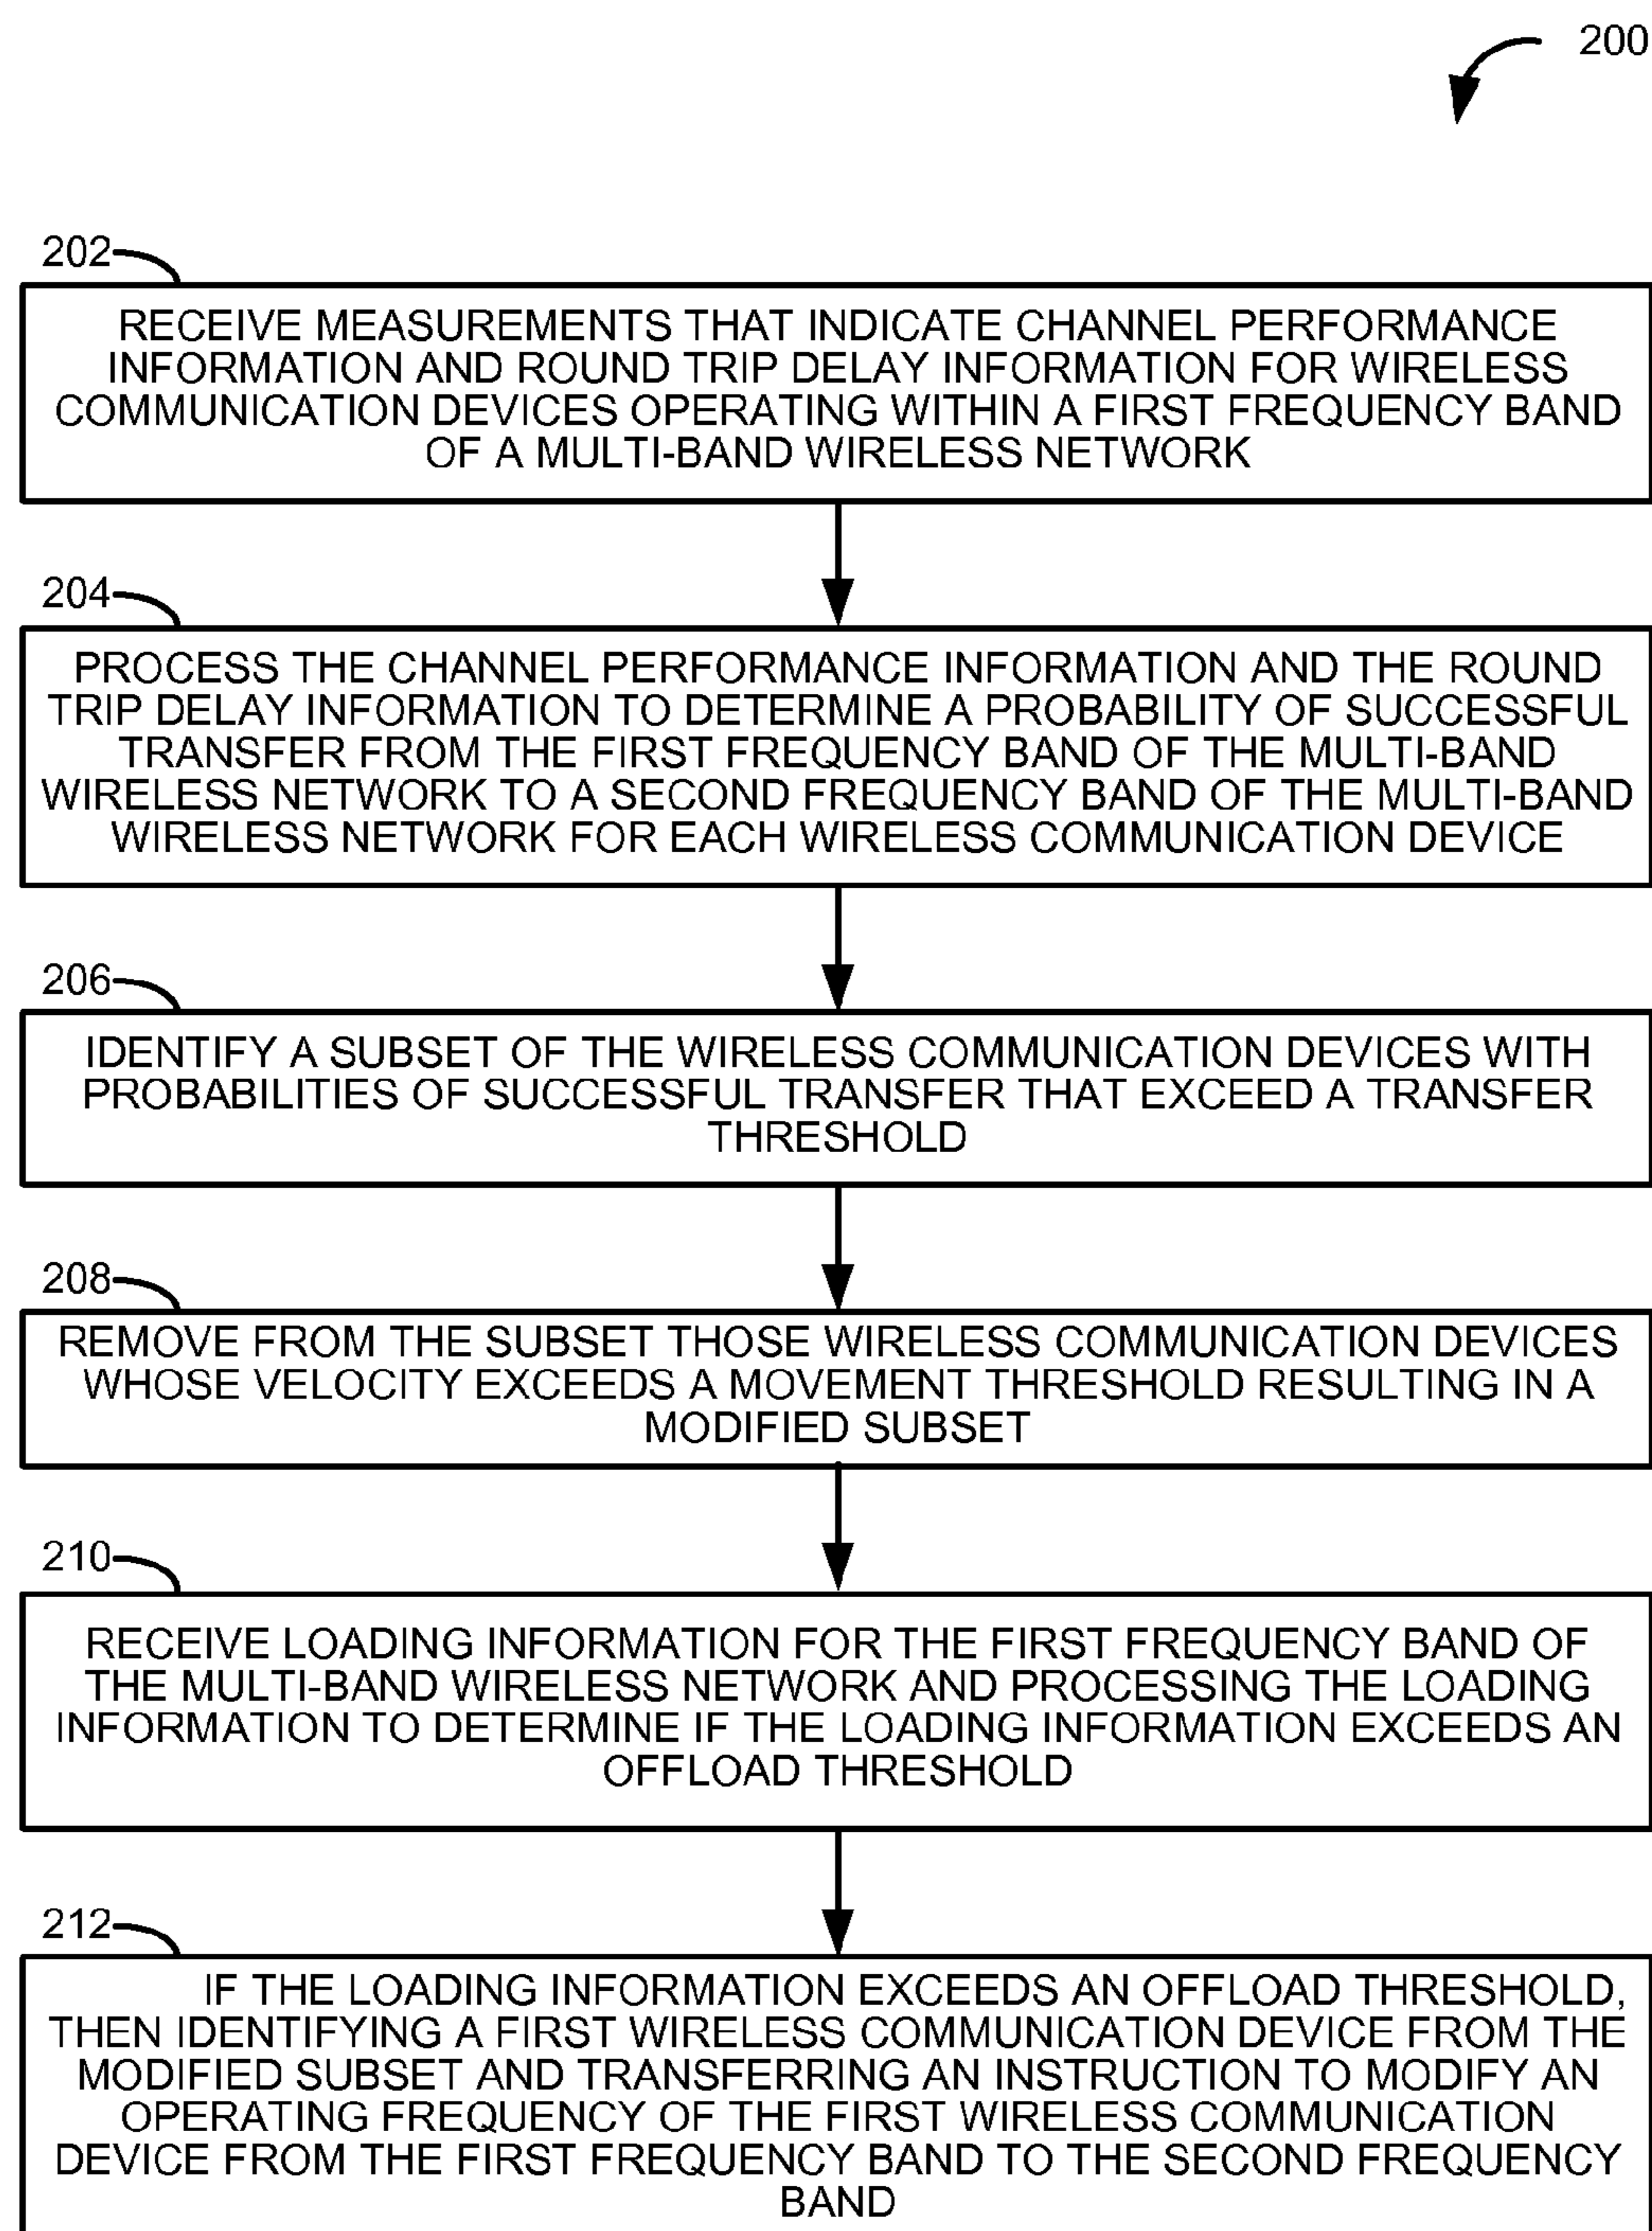 200
202
RECEIVE MEASUREMENTS THAT INDICATE CHANNEL PERFORMANCE
INFORMATION AND ROUND TRIP DELAY INFORMATION FOR WIRELESS
COMMUNICATION DEVICES OPERATING WITHIN A FIRST FREQUENCY BAND
OF A MULTI-BAND WIRELESS NETWORK
204
PROCESS THE CHANNEL PERFORMANCE INFORMATION AND THE ROUND
TRIP DELAY INFORMATION TO DETERMINE A PROBABILITY OF SUCCESSFUL
TRANSFER FROM THE FIRST FREQUENCY BAND OF THE MULTI-BAND
WIRELESS NETWORK TO A SECOND FREQUENCY BAND OF THE MULTI-BAND
WIRELESS NETWORK FOR EACH WIRELESS COMMUNICATION DEVICE
206
IDENTIFY A SUBSET OF THE WIRELESS COMMUNICATION DEVICES WITH
PROBABILITIES OF SUCCESSFUL TRANSFER THAT EXCEED A TRANSFER
THRESHOLD
208
REMOVE FROM THE SUBSET THOSE WIRELESS COMMUNICATION DEVICES
WHOSE VELOCITY EXCEEDS A MOVEMENT THRESHOLD RESULTING IN A
MODIFIED SUBSET
210
RECEIVE LOADING INFORMATION FOR THE FIRST FREQUENCY BAND OF
THE MULTI-BAND WIRELESS NETWORK AND PROCESSING THE LOADING
INFORMATION TO DETERMINE IF THE LOADING INFORMATION EXCEEDS AN
OFFLOAD THRESHOLD
212
IF THE LOADING INFORMATION EXCEEDS AN OFFLOAD THRESHOLD,
THEN IDENTIFYING A FIRST WIRELESS COMMUNICATION DEVICE FROM THE
MODIFIED SUBSET AND TRANSFERRING AN INSTRUCTION TO MODIFY AN
OPERATING FREQUENCY OF THE FIRST WIRELESS COMMUNICATION
DEVICE FROM THE FIRST FREQUENCY BAND TO THE SECOND FREQUENCY
BAND